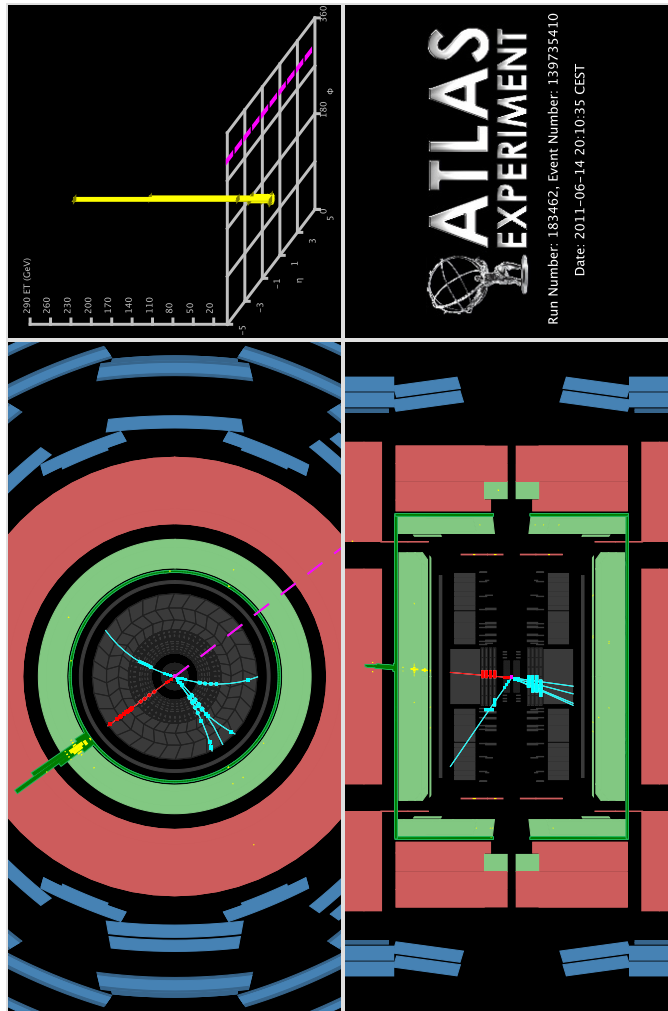 ATLAS
EXPERIMENT
Run Number: 183462, Event Number: 139735410
Date: 2011-06-14 20:10:35 CEST
290 ET (GeV)
260
230
200
170
140
110
80
50
20
-5
-3
-1
1
3
5
η
0
180
360
Φ